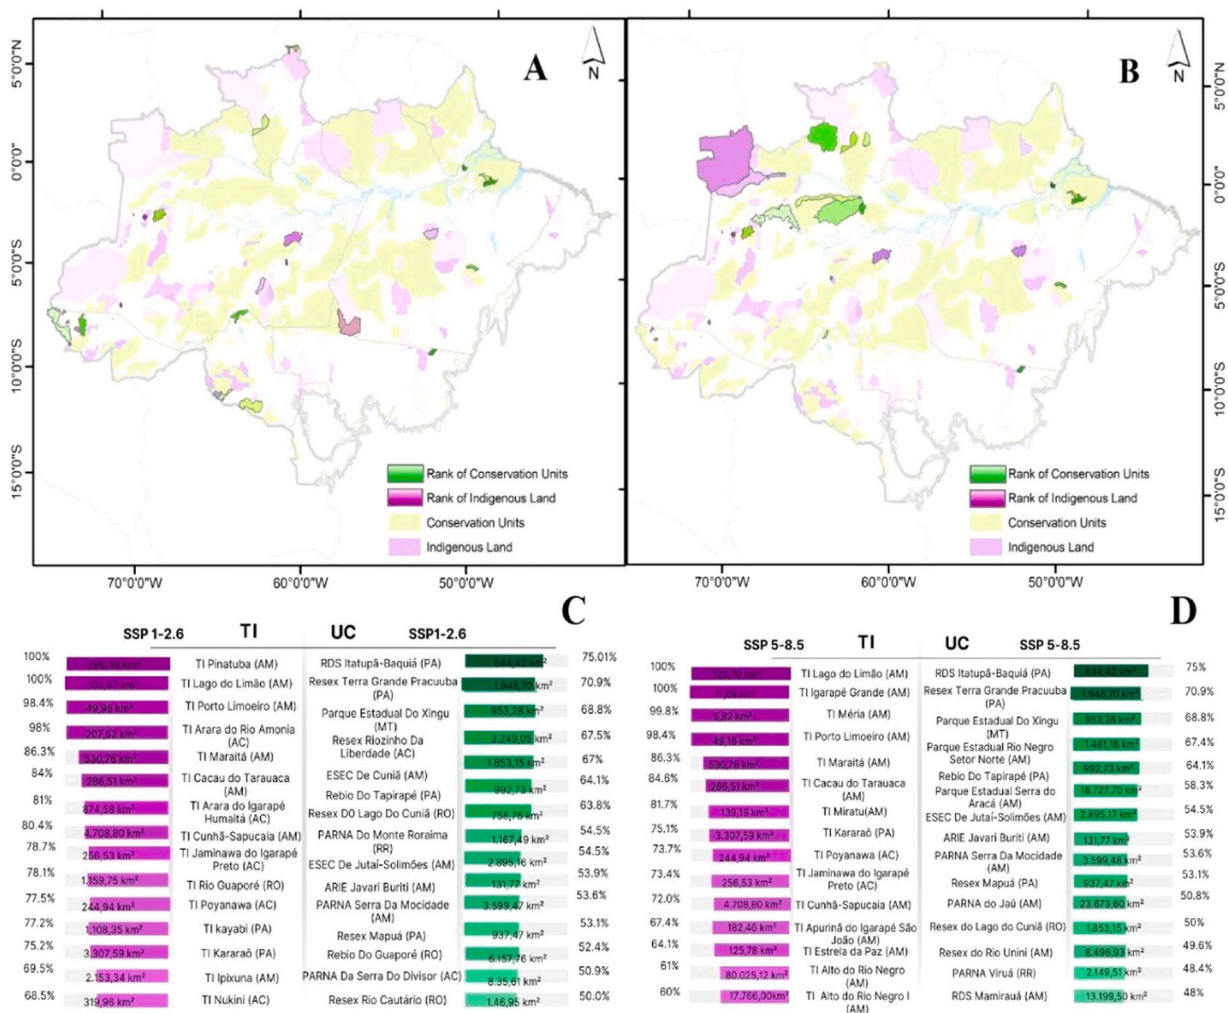 A
N
5°0'0"N
0°0'0"
5°0'0"S
10°0'0"S
15°0'0"S
Rank of Conservation Units
Rank of Indigenous Land
Conservation Units
Indigenous Land
70°0'0"W
60°0'0"W
50°0'0"W
B
N
5°0'0"N
0°0'0"
5°0'0"S
10°0'0"S
15°0'0"S
Rank of Conservation Units
Rank of Indigenous Land
Conservation Units
Indigenous Land
70°0'0"W
60°0'0"W
50°0'0"W
C
SSP 1-2.6 TI UC SSP1-2.6
100% TI Pinatuba (AM)
100% TI Lago do Limão (AM)
98.4% 49,98 km² TI Porto Limoeiro (AM)
98% 207,52 km² TI Arara do Rio Amonia
(AC)
86.3% 530,76 km² TI Maraitá (AM)
84% 286,51 km² TI Cacau do Tarauaca
(AM)
81% 874,58 km² TI Arara do Igarapé
Humaitá (AC)
80.4% 4.708,80 km² TI Cunhã-Sapucaia (AM)
78.7% 256,53 km² TI Jaminawa do Igarapé
Preto (AC)
78.1% 1.159,75 km² TI Rio Guaporé (RO)
77.5% 244,94 km² TI Poyanawa (AC)
77.2% 1.108,35 km² TI kayabi (PA)
75.2% 3.307,59 km² TI Kararaô (PA)
69.5% 2.153,34 km² TI Ipixuna (AM)
68.5% 319,96 km² TI Nukini (AC)
RDS Itatupã-Baquiá (PA) 644,42 km² 75.01%
Resex Terra Grande Pracuuba
(PA) 1.948,70 km² 70.9%
Parque Estadual Do Xingu
(MT) 953,28 km² 68.8%
Resex Riozinho Da
Liberdade (AC) 3.249,05 km² 67.5%
1.853,15 km² 67%
ESEC De Cuniã (AM)
992,73 km² 64.1%
Rebio Do Tapirapé (PA)
Resex D0 Lago Do Cuniã (RO) 758,76 km² 63.8%
PARNA Do Monte Roraima
(RR) 1.167,49 km² 54.5%
ESEC De Jutaí-Solimões (AM) 2.895,16 km² 54.5%
ARIE Javari Buriti (AM) 131,77 km² 53.9%
PARNA Serra Da Mocidade
(AM) 3.599,47 km² 53.6%
Resex Mapuá (PA) 937,47 km² 53.1%
Rebio Do Guaporé (RO) 6.157,76 km² 52.4%
PARNA Da Serra Do Divisor (AC) 8.35,61 km² 50.9%
Resex Rio Cautário (RO) 1.46,95 km² 50.0%
D
SSP 5-8.5 TI UC SSP 5-8.5
100% TI Lago do Limão (AM)
100% TI Igarapé Grande (AM)
99.8% 5,82 km² TI Méria (AM)
98.4% 49,16 km² TI Porto Limoeiro (AM)
86.3% 530,76 km² TI Maraitá (AM)
84.6% 286,51 km² TI Cacau do Tarauaca
(AM)
81.7% 139,19 km² TI Miratu(AM)
75.1% 3.307,59 km² TI Kararaô (PA)
73.7% 244,94 km² TI Poyanawa (AC)
73.4% 256,53 km² TI Jaminawa do Igarapé
Preto (AC)
72.0% 4.708,80 km² TI Cunhã-Sapucaia (AM)
67.4% 182,46 km² TI Apurinã do Igarapé São
João (AM)
64.1% 125,78 km² TI Estrela da Paz (AM)
61% 80.025,12 km² TI Alto do Rio Negro
(AM)
60% 17.766,00km² TI Alto do Rio Negro I
(AM)
RDS Itatupã-Baquiá (PA) 644,42 km² 75%
Resex Terra Grande Pracuuba
(PA) 1.948,70 km² 70.9%
Parque Estadual Do Xingu
(MT) 953,28 km² 68.8%
Parque Estadual Rio Negro
Setor Norte (AM) 1.461,16 km² 67.4%
Rebio Do Tapirapé (PA) 992,73 km² 64.1%
Parque Estadual Serra do
Aracá (AM) 18.727,70 km² 58.3%
ESEC De Jutaí-Solimões (AM) 2.895,17 km² 54.5%
ARIE Javari Buriti (AM) 131,77 km² 53.9%
PARNA Serra Da Mocidade
(AM) 3.599,48 km² 53.6%
Resex Mapuá (PA) 937,47 km² 53.1%
PARNA do Jaú (AM) 23.673,60 km² 50.8%
Resex do Lago do Cuniã (RO) 1.853,15 km² 50%
Resex do Rio Unini (AM) 8.496,93 km² 49.6%
PARNA Viruá (RR) 2.149,51 km² 48.4%
RDS Mamirauá (AM) 13.199,50 km² 48%